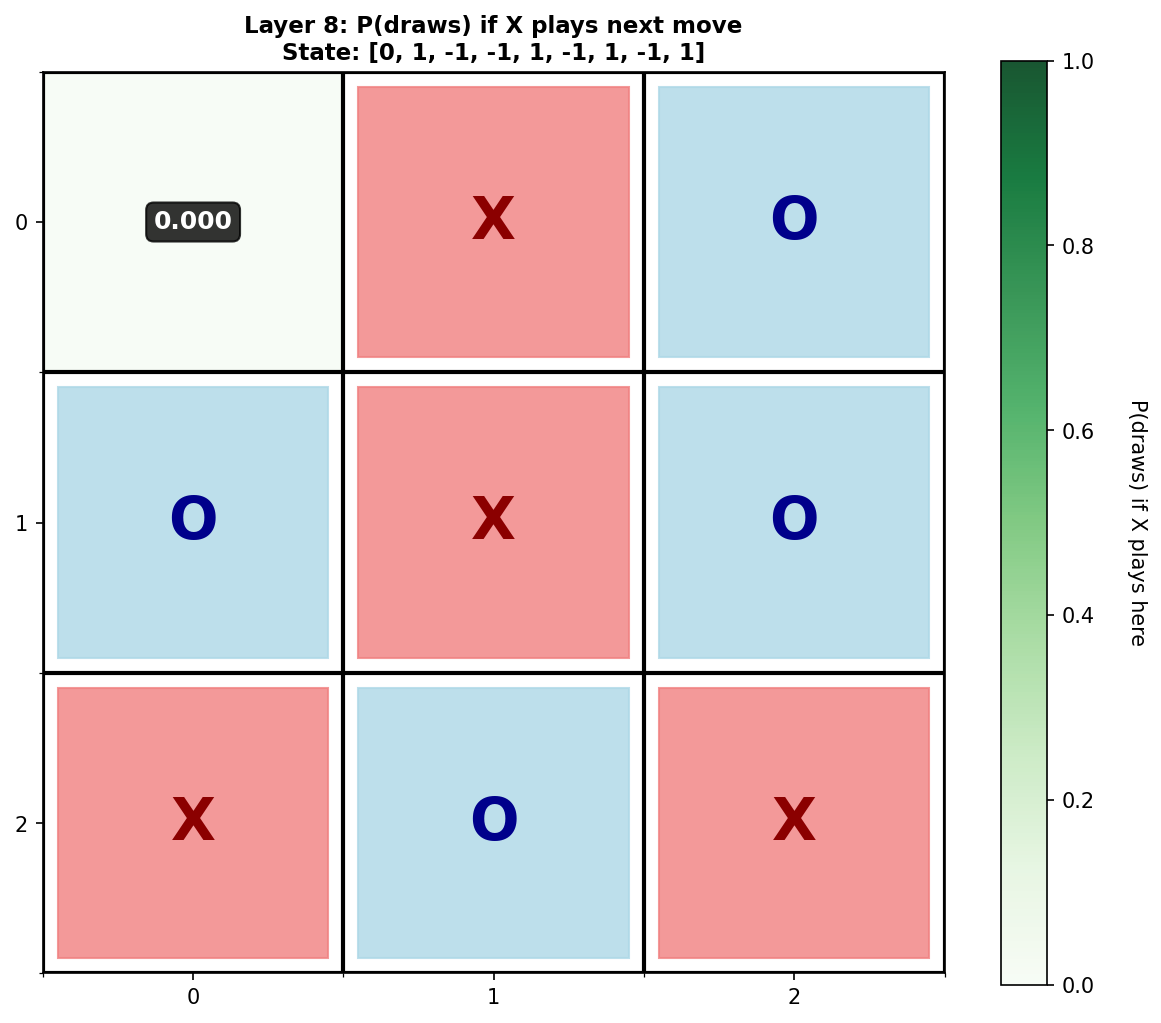 Layer 8: P(draws) if X plays next move
State: [0, 1, -1, -1, 1, -1, 1, -1, 1]
0.000
X
O
O
X
O
X
O
X
0
1
2
0
1
2
1.0
0.8
0.6
0.4
0.2
0.0
P(draws) if X plays here